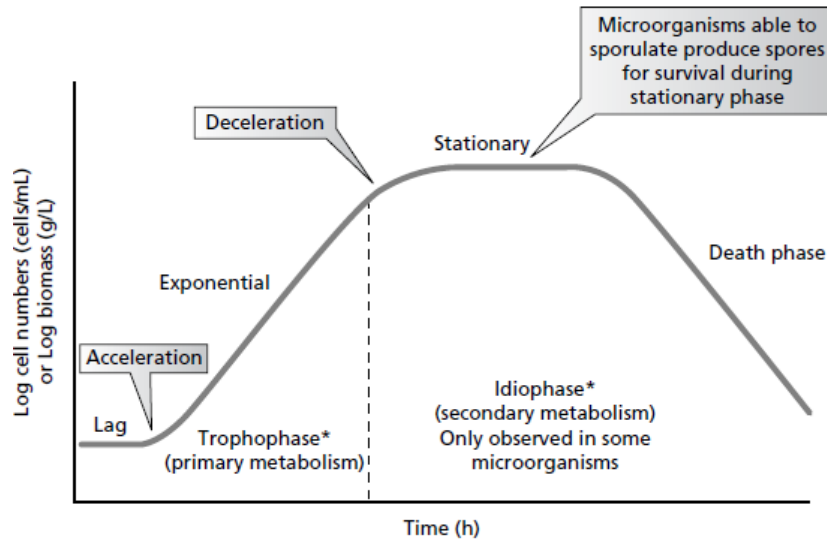 Microorganisms able to
sporulate produce spores
for survival during
stationary phase
Deceleration
Stationary
Log cell numbers (cells/mL)
or Log biomass (g/L)
Exponential
Death phase
Acceleration
Lag
Trophophase*
(primary metabolism)
Idiophase*
(secondary metabolism)
Only observed in some
microorganisms
Time (h)